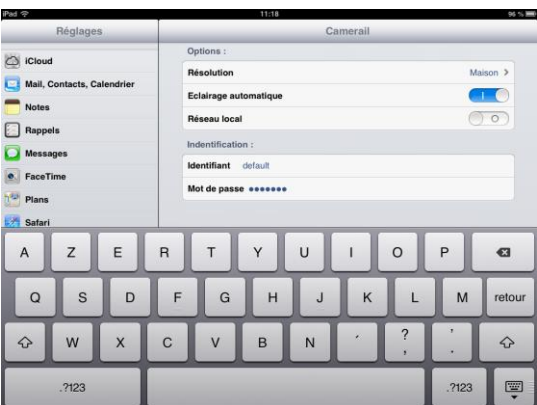 iPad 11:18 96 %
Réglages Camerail
iCloud
Mail, Contacts, Calendrier
Notes
Rappels
Messages
FaceTime
Plans
Safari
Options :
Résolution Maison >
Eclairage automatique
Réseau local
Indentification :
Identifiant default
Mot de passe •••••••
A Z E R T Y U I O P
Q S D F G H J K L M retour
W X C V B N ´ ? , ' .
.?123 .?123